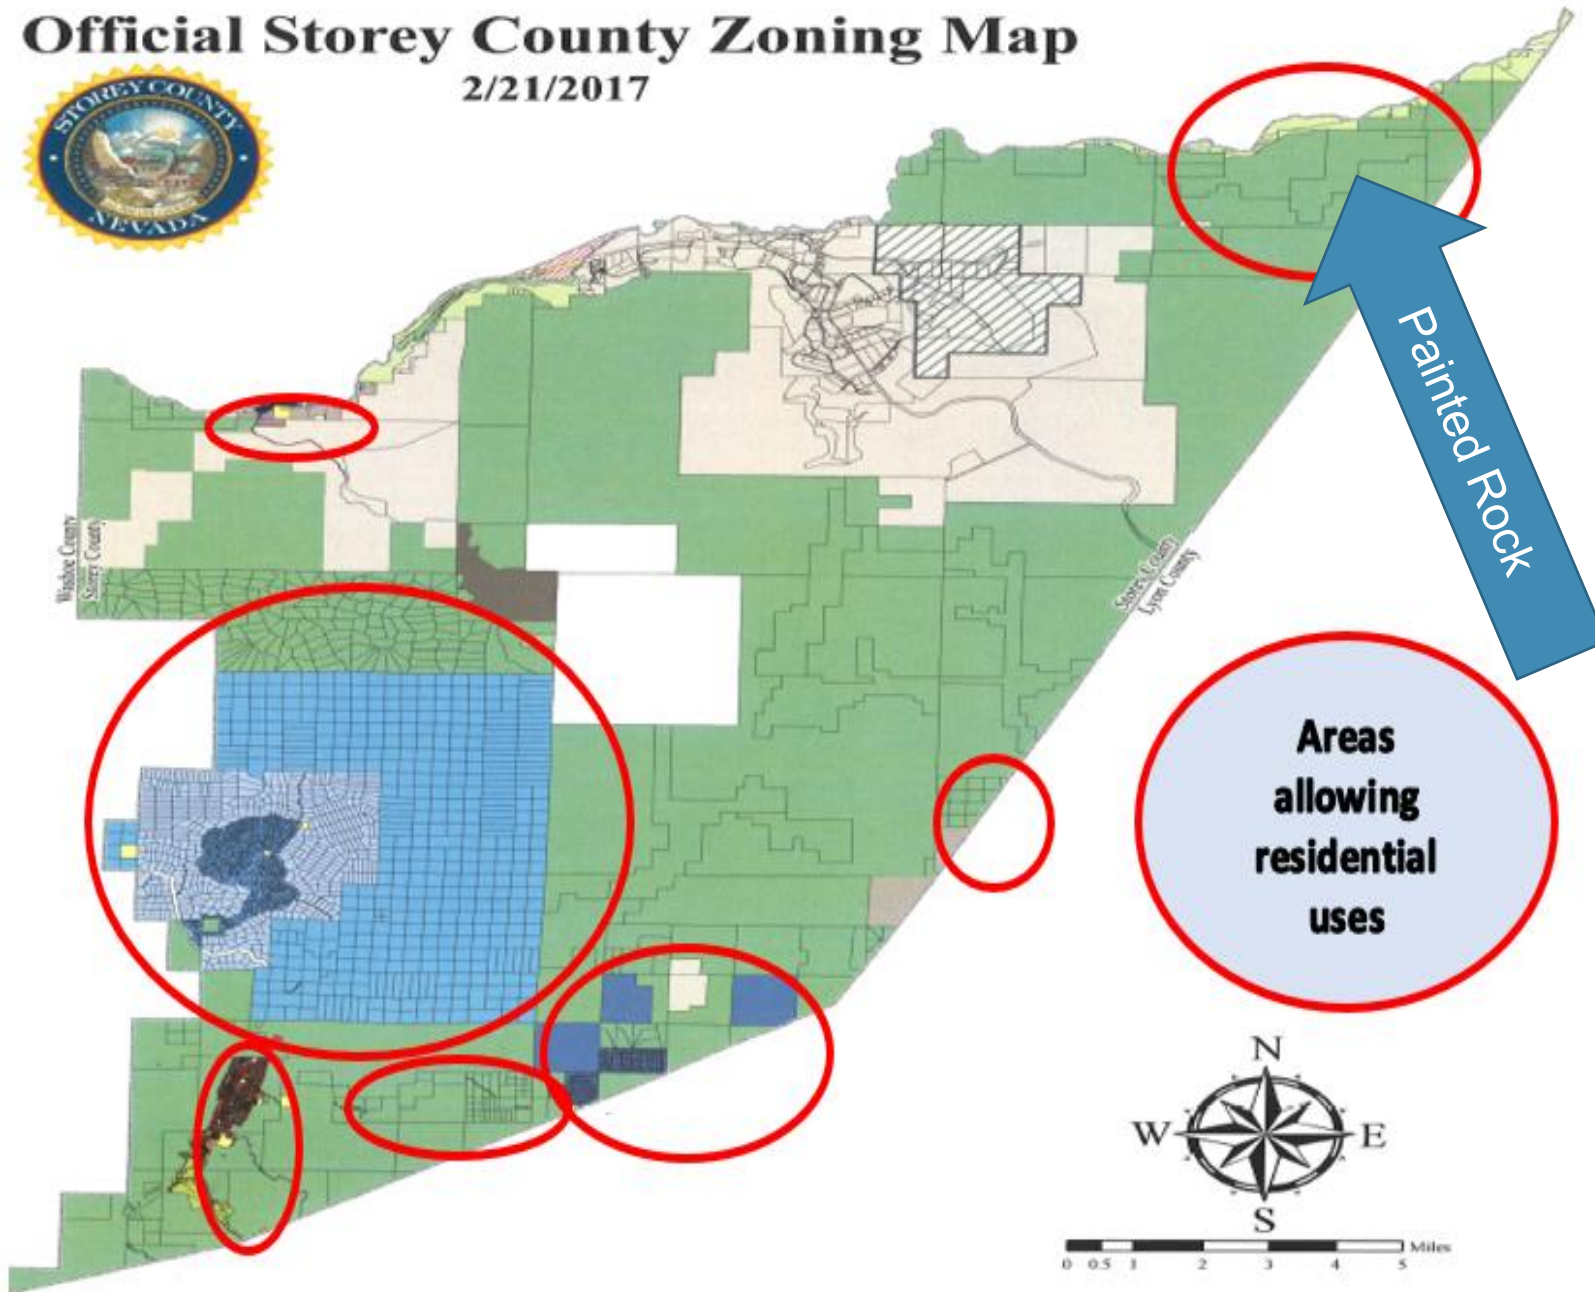 Official Storey County Zoning Map
2/21/2017
STOREY COUNTY
NEVADA
Painted Rock
Washoe County
Storey County
Storey County
Lyon County
Areas
allowing
residential
uses
N
W
E
S
Miles
0 0.5 1 2 3 4 5